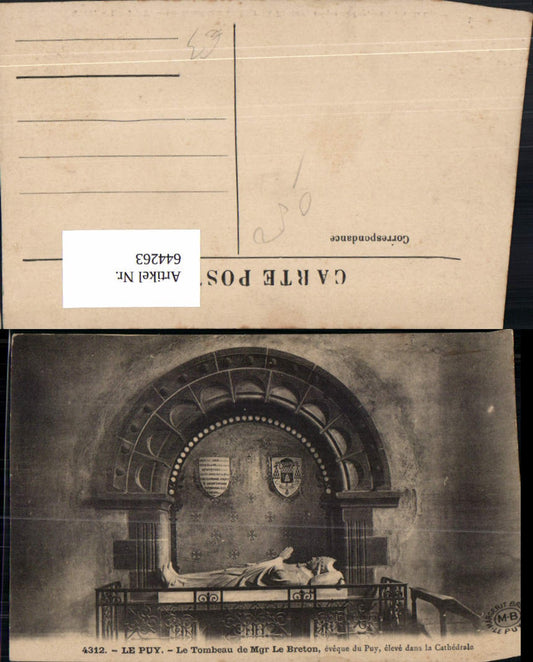 Correspondance
CARTE POST
Artikel Nr.
644263
4312. - LE PUY. - Le Tombeau de Mgr Le Breton, évêque du Puy, élevé dans la Cathédrale
M-B